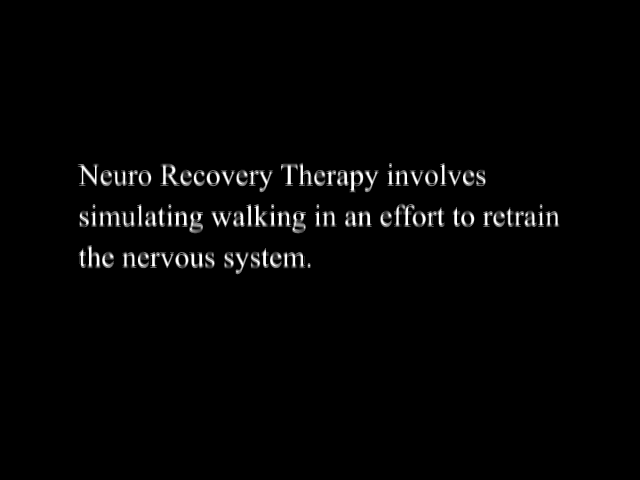 Neuro Recovery Therapy involves
simulating walking in an effort to retrain
the nervous system.